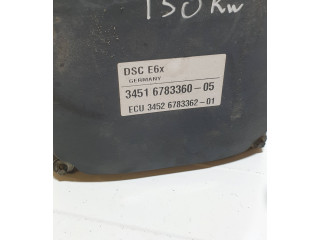 150 KW
DSC E6x
GERMANY
3451 6783360-05
ECU 3452 6783362-01